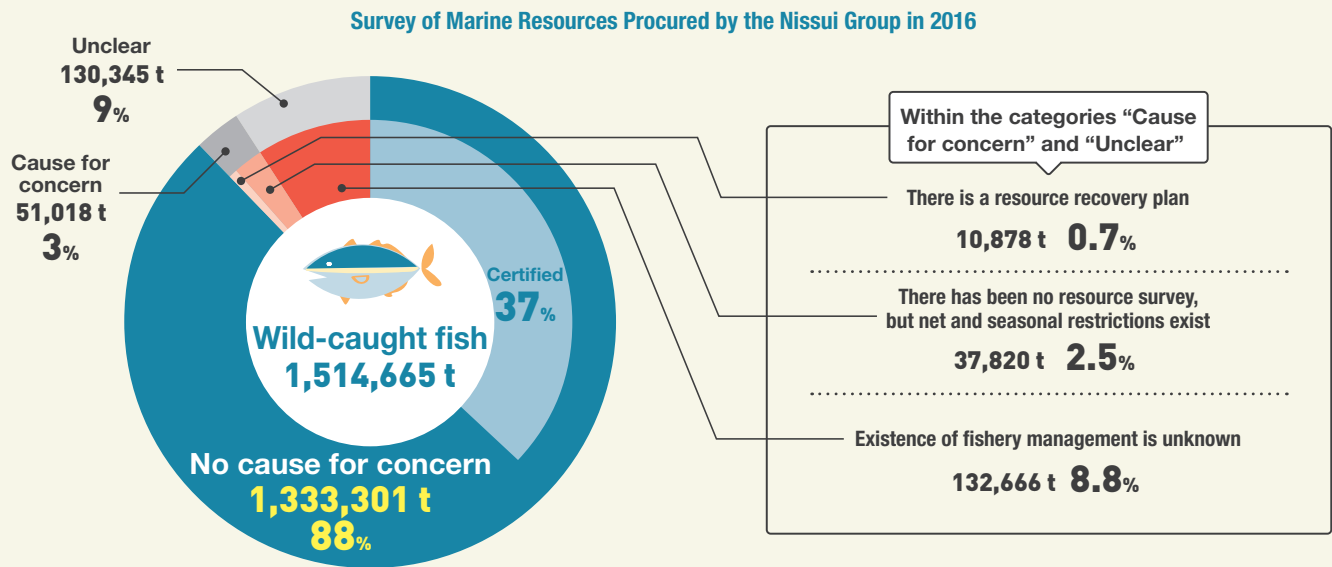 Survey of Marine Resources Procured by the Nissui Group in 2016
Unclear
130,345 t
9%
Cause for
concern
51,018 t
3%
Certified
37%
Wild-caught fish
1,514,665 t
No cause for concern
1,333,301 t
88%
Within the categories “Cause
for concern” and “Unclear”
There is a resource recovery plan
10,878 t 0.7%
There has been no resource survey,
but net and seasonal restrictions exist
37,820 t 2.5%
Existence of fishery management is unknown
132,666 t 8.8%